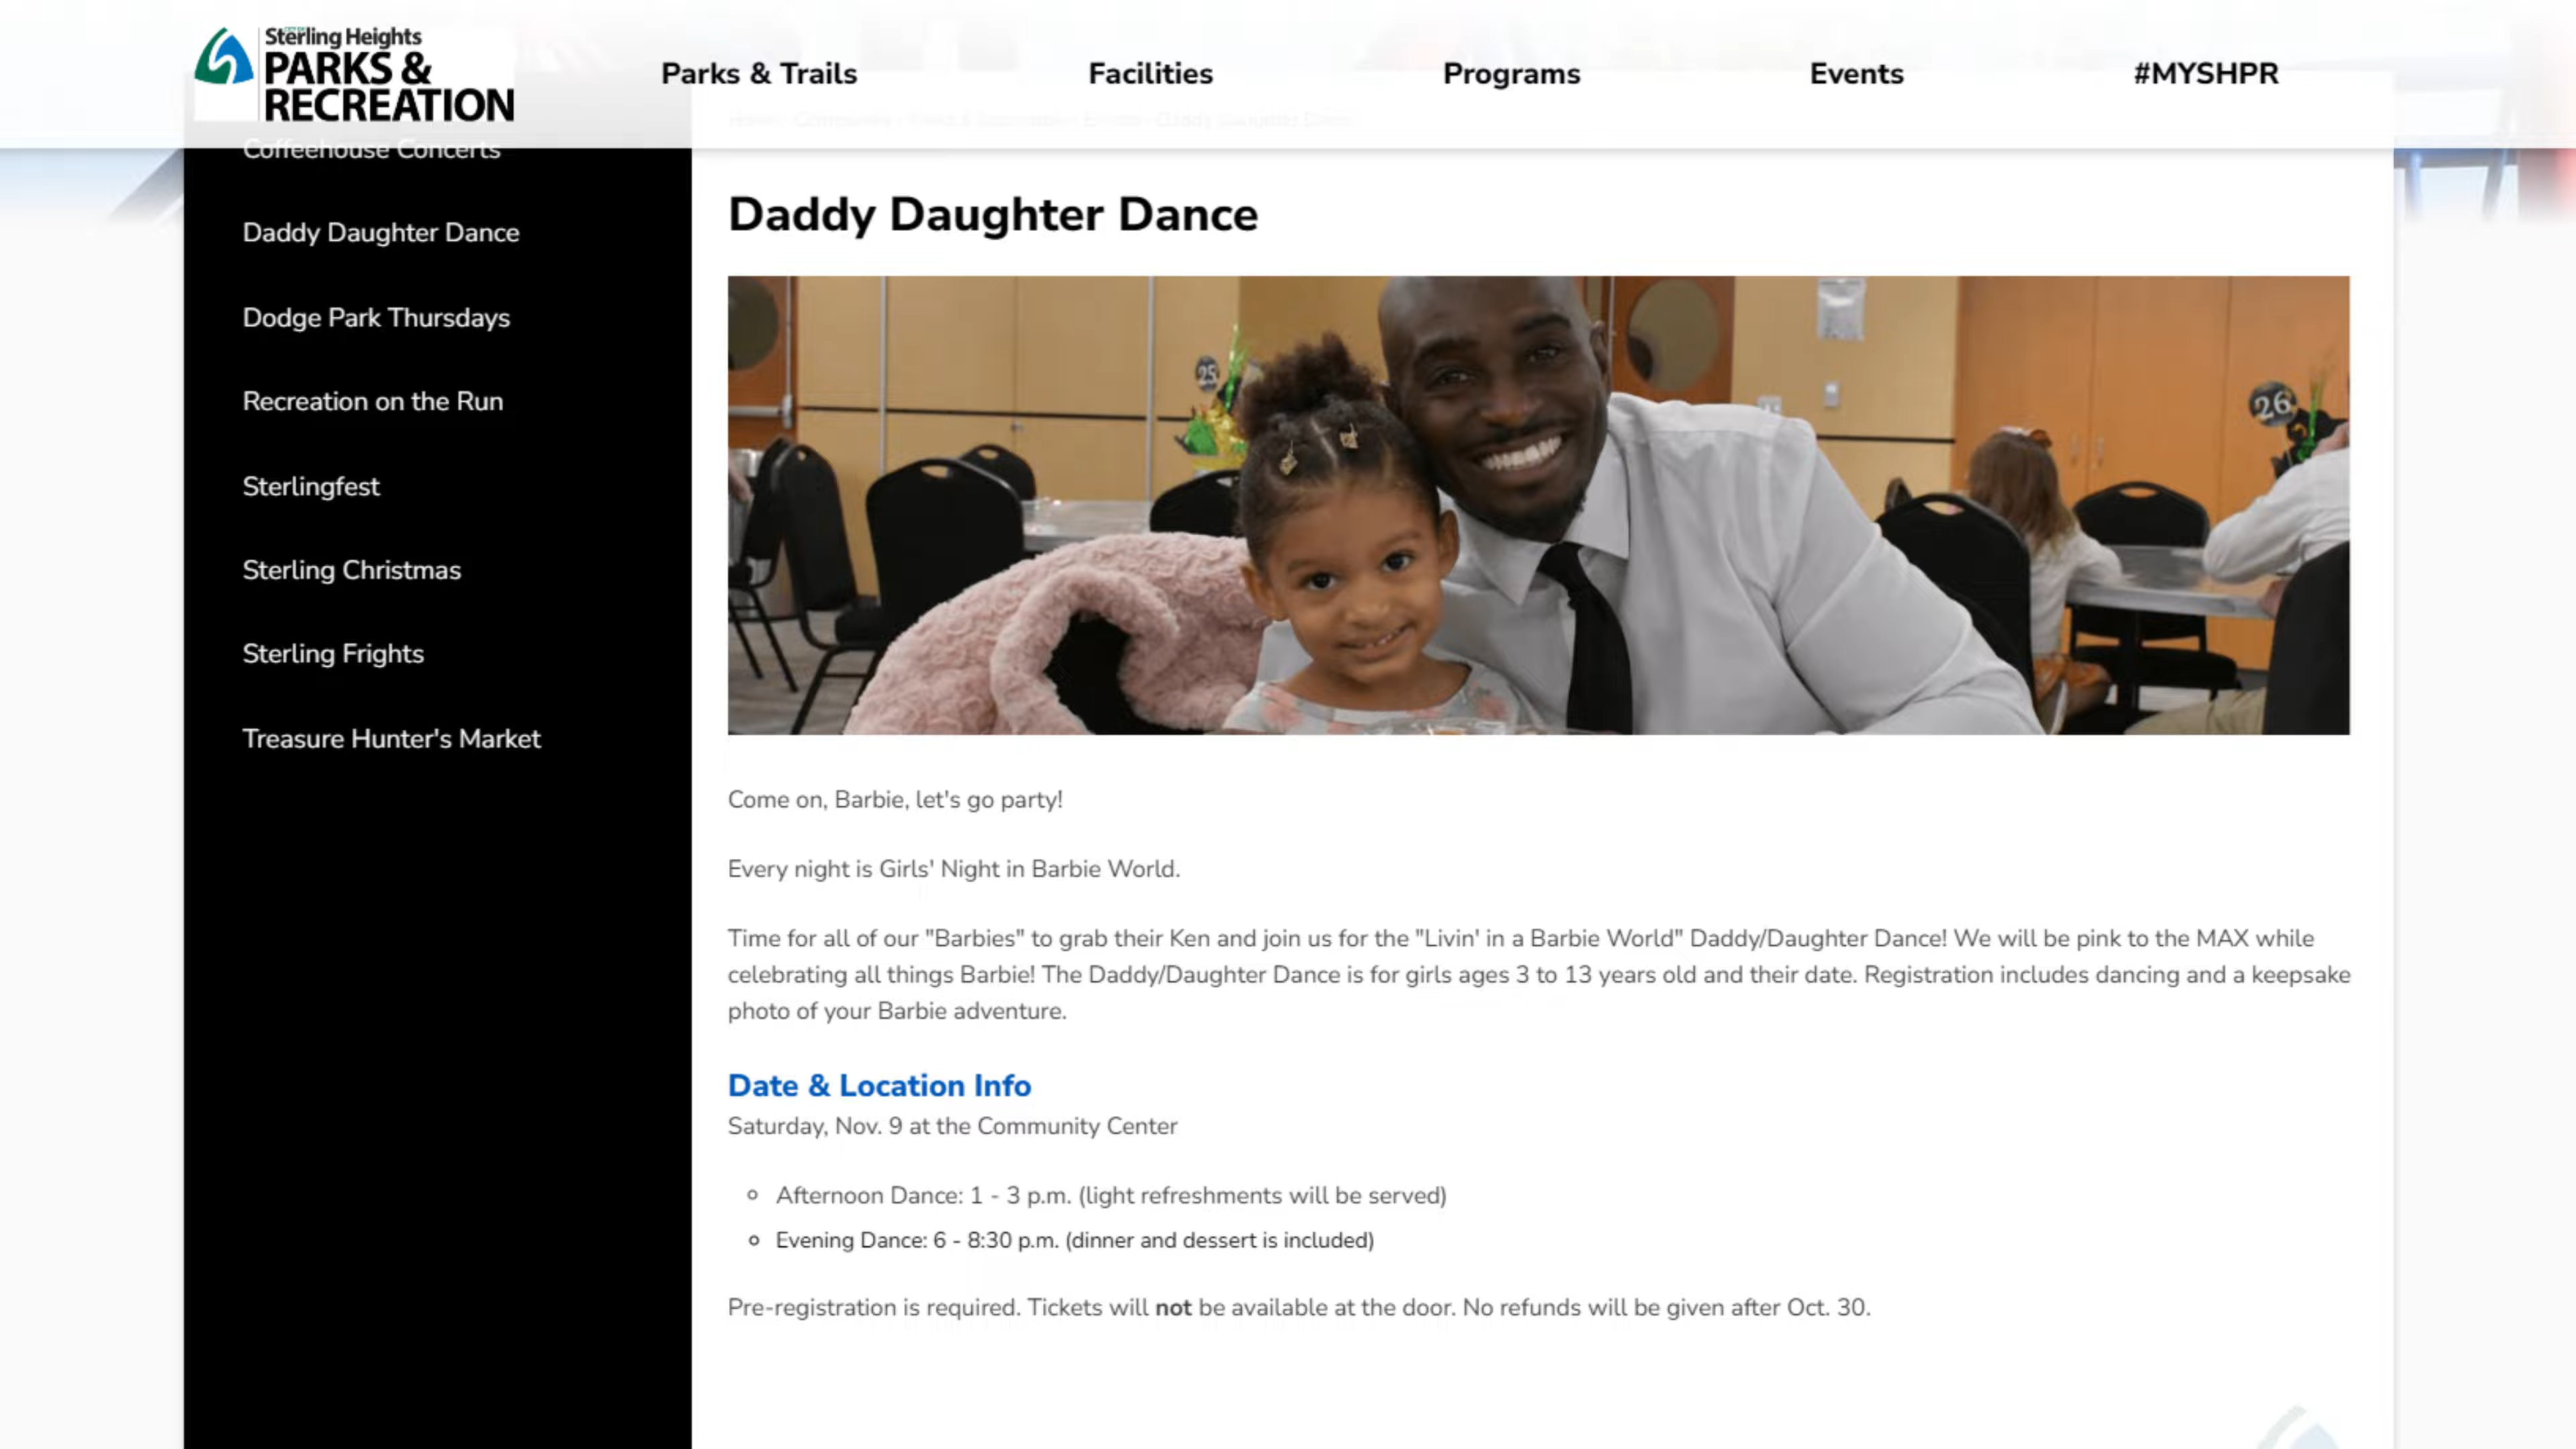 Sterling Heights
PARKS &
RECREATION
Parks & Trails
Facilities
Programs
Events
#MYSHPR
Coffeehouse Concerts
Daddy Daughter Dance
Dodge Park Thursdays
Recreation on the Run
Sterlingfest
Sterling Christmas
Sterling Frights
Treasure Hunter's Market
Daddy Daughter Dance
25
26
Come on, Barbie, let's go party!
Every night is Girls' Night in Barbie World.
Time for all of our "Barbies" to grab their Ken and join us for the "Livin' in a Barbie World" Daddy/Daughter Dance! We will be pink to the MAX while
celebrating all things Barbie! The Daddy/Daughter Dance is for girls ages 3 to 13 years old and their date. Registration includes dancing and a keepsake
photo of your Barbie adventure.
Date & Location Info
Saturday, Nov. 9 at the Community Center
Afternoon Dance: 1 - 3 p.m. (light refreshments will be served)
Evening Dance: 6 - 8:30 p.m. (dinner and dessert is included)
Pre-registration is required. Tickets will not be available at the door. No refunds will be given after Oct. 30.